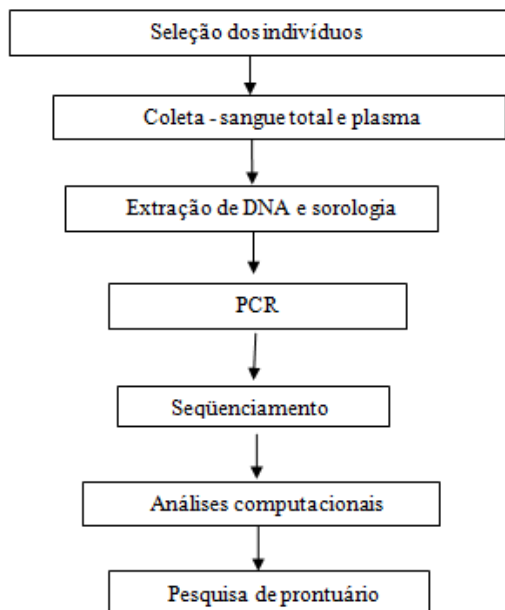 Seleção dos indivíduos
Coleta - sangue total e plasma
Extração de DNA e sorologia
PCR
Seqüenciamento
Análises computacionais
Pesquisa de prontuário